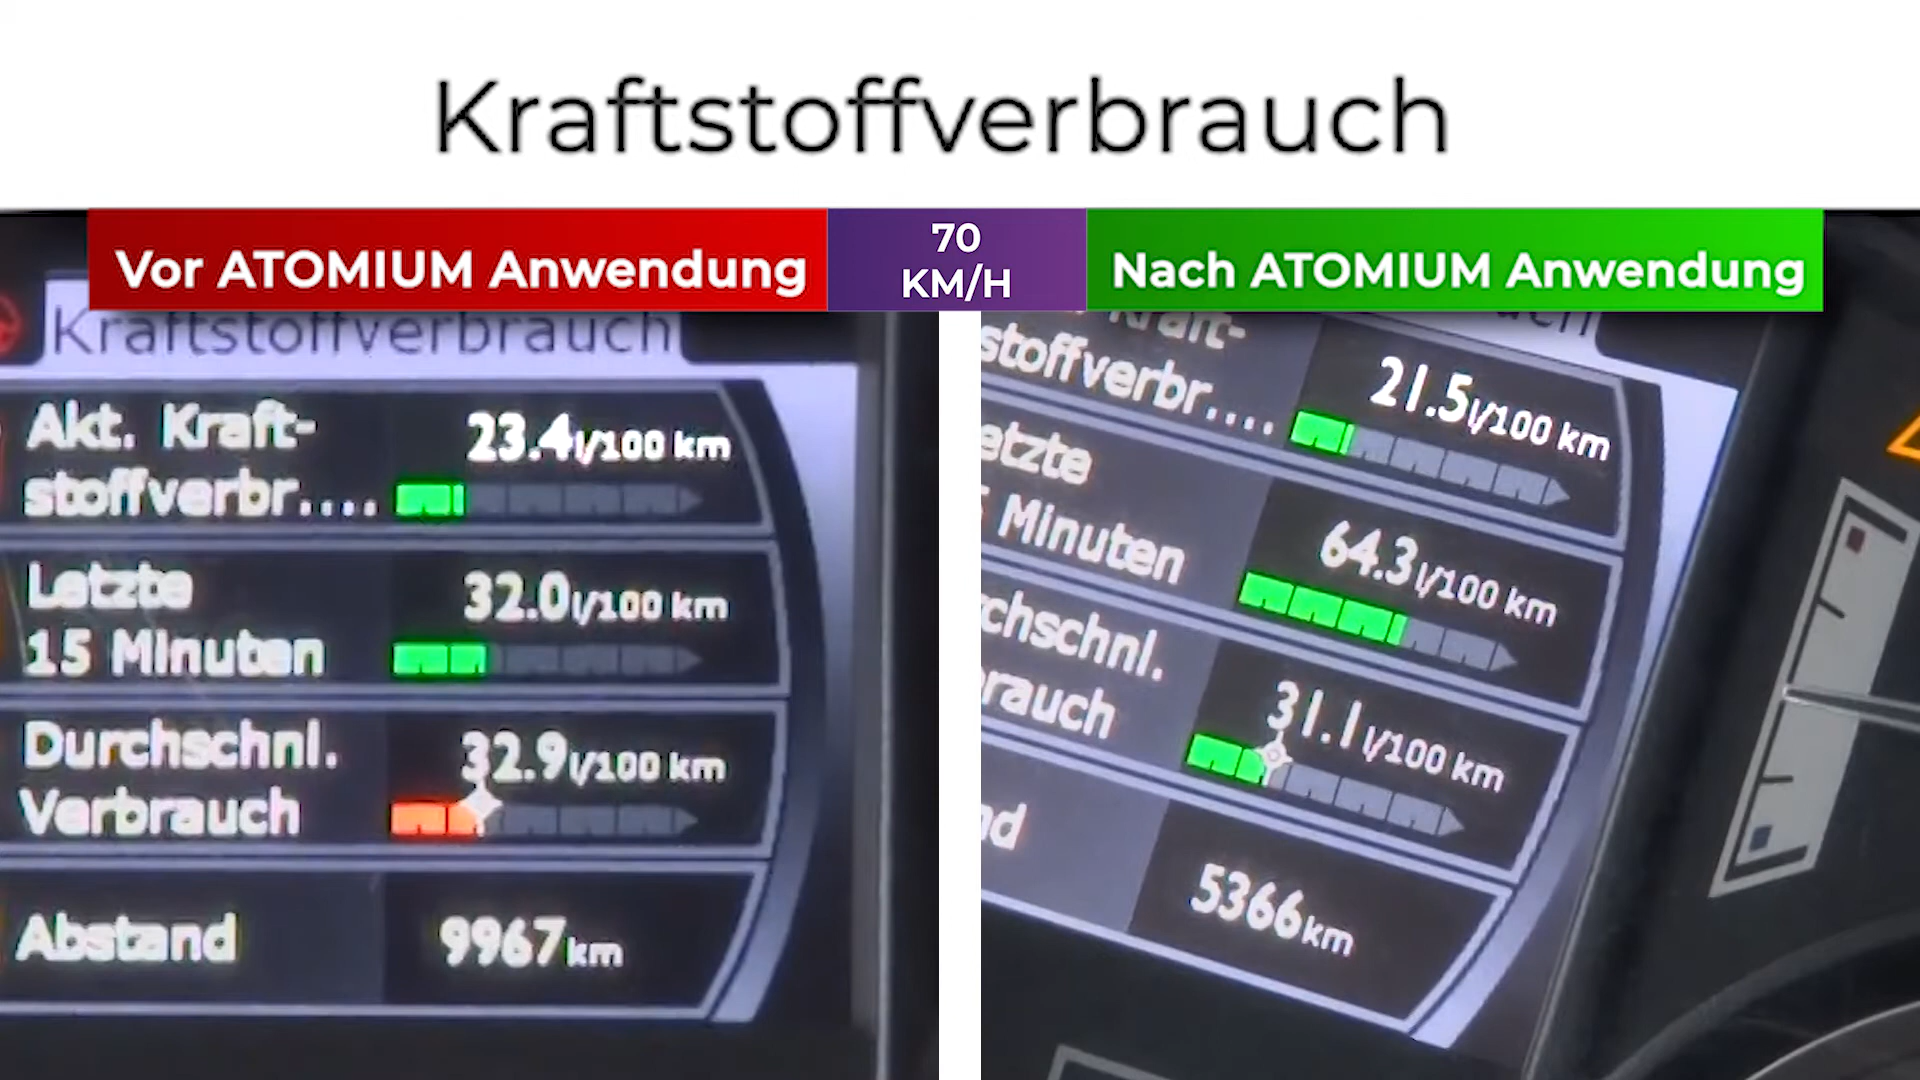 Kraftstoffverbrauch
Vor ATOMIUM Anwendung
70
KM/H
Nach ATOMIUM Anwendung
Kraftstoffverbrauch
Akt. Kraft-
23.4 l/100 km
stoffverbr....
Letzte
32.0 l/100 km
15 Minuten
Durchschnl.
32.9 l/100 km
Verbrauch
Abstand
9967 km
Kraft-
stoffverbr....
21.5 l/100 km
etzte
64.3 l/100 km
Minuten
chschnl.
31.1 l/100 km
rauch
nd
5366 km